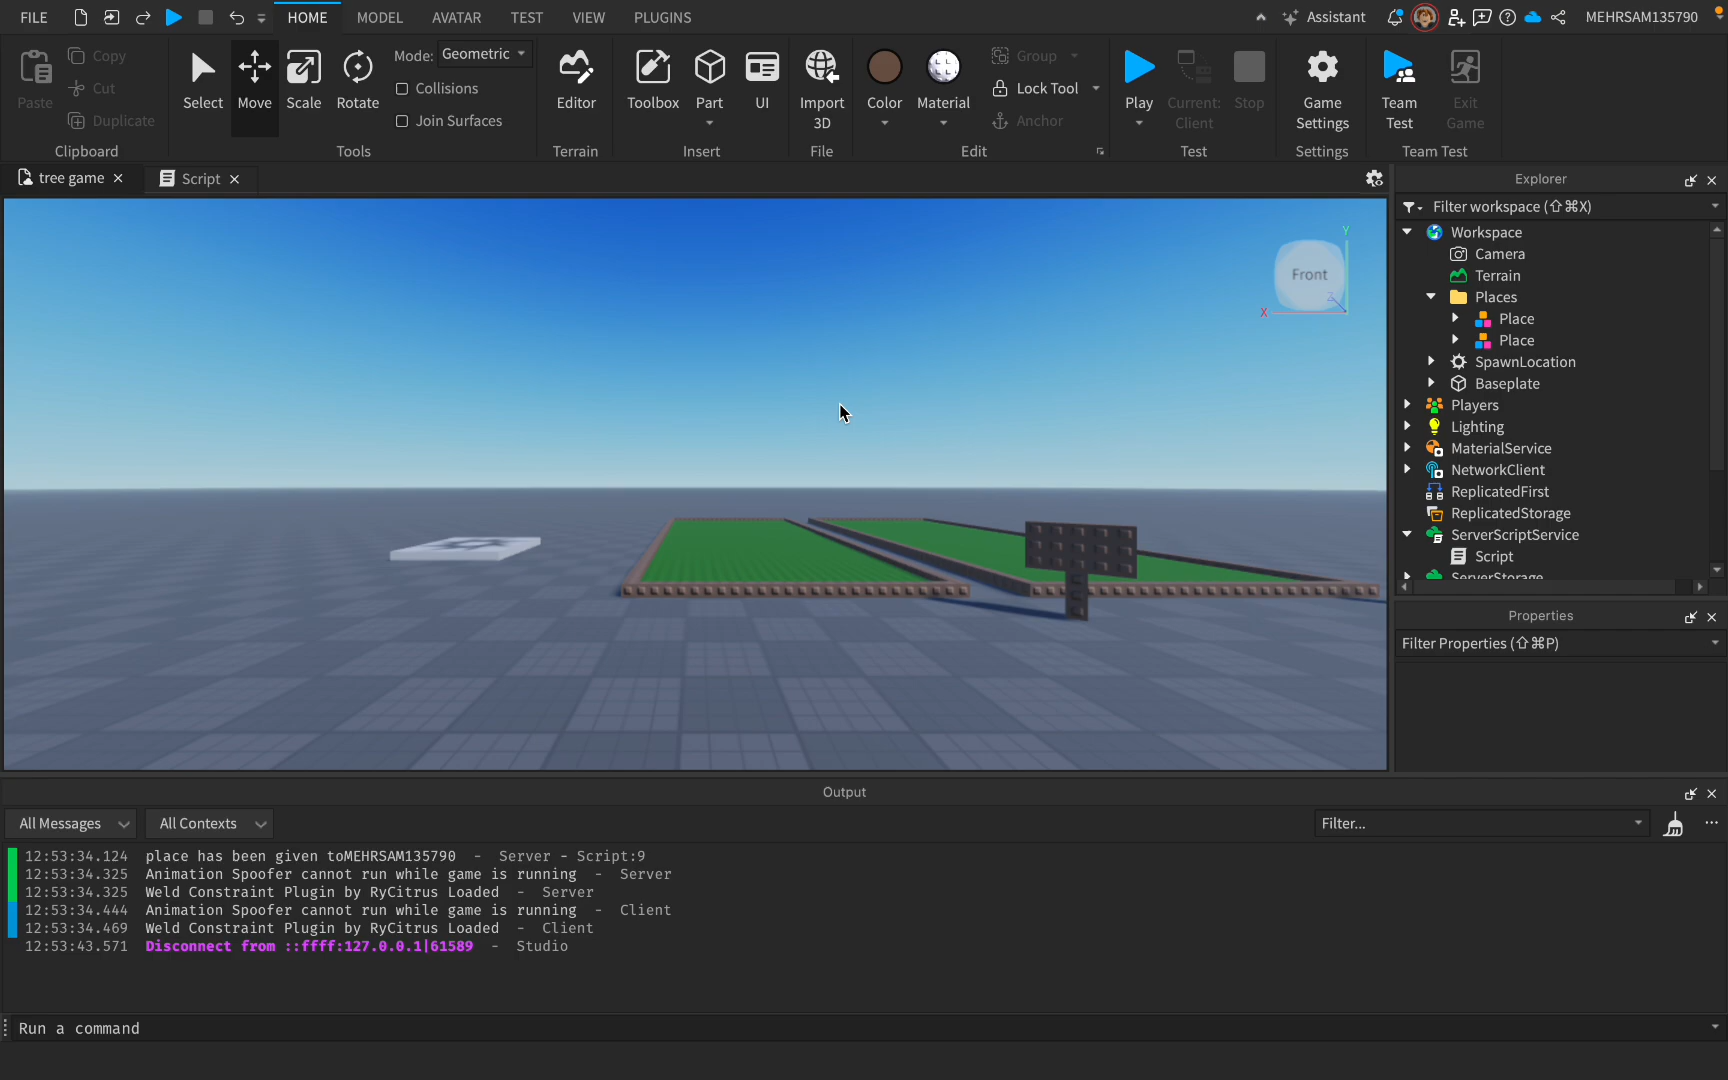 FILE HOME MODEL AVATAR TEST VIEW PLUGINS Assistant MEHRSAM135790
Paste Copy Cut Duplicate
Clipboard
Select Move Scale Rotate
Mode: Geometric
Collisions
Join Surfaces
Tools
Editor
Terrain
Toolbox Part UI
Insert
Import
3D
File
Color Material
Group
Lock Tool
Anchor
Edit
Play Current: Stop
Client
Test
Game
Settings
Settings
Team
Test
Exit
Game
Team Test
tree game Script
Front
Y
X
Z
Explorer
Filter workspace (⇧⌘X)
Workspace
Camera
Terrain
Places
Place
Place
SpawnLocation
Baseplate
Players
Lighting
MaterialService
NetworkClient
ReplicatedFirst
ReplicatedStorage
ServerScriptService
Script
ServerStorage
Properties
Filter Properties (⇧⌘P)
Output
All Messages All Contexts Filter...
12:53:34.124 place has been given toMEHRSAM135790 - Server - Script:9
12:53:34.325 Animation Spoofer cannot run while game is running - Server
12:53:34.325 Weld Constraint Plugin by RyCitrus Loaded - Server
12:53:34.444 Animation Spoofer cannot run while game is running - Client
12:53:34.469 Weld Constraint Plugin by RyCitrus Loaded - Client
12:53:43.571 Disconnect from ::ffff:127.0.0.1|61589 - Studio
Run a command